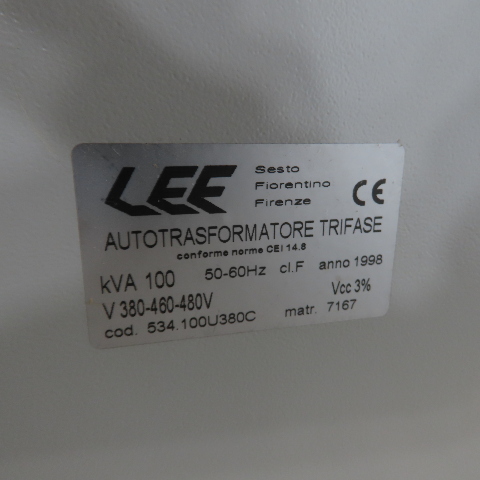 LEE
Sesto
Fiorentino
Firenze
CE
AUTOTRASFORMATORE TRIFASE
conforme norme CEI 14.8
kVA 100 50-60Hz cl.F anno 1998
V 380-460-480V Vcc 3%
cod. 534.100U380C matr. 7167